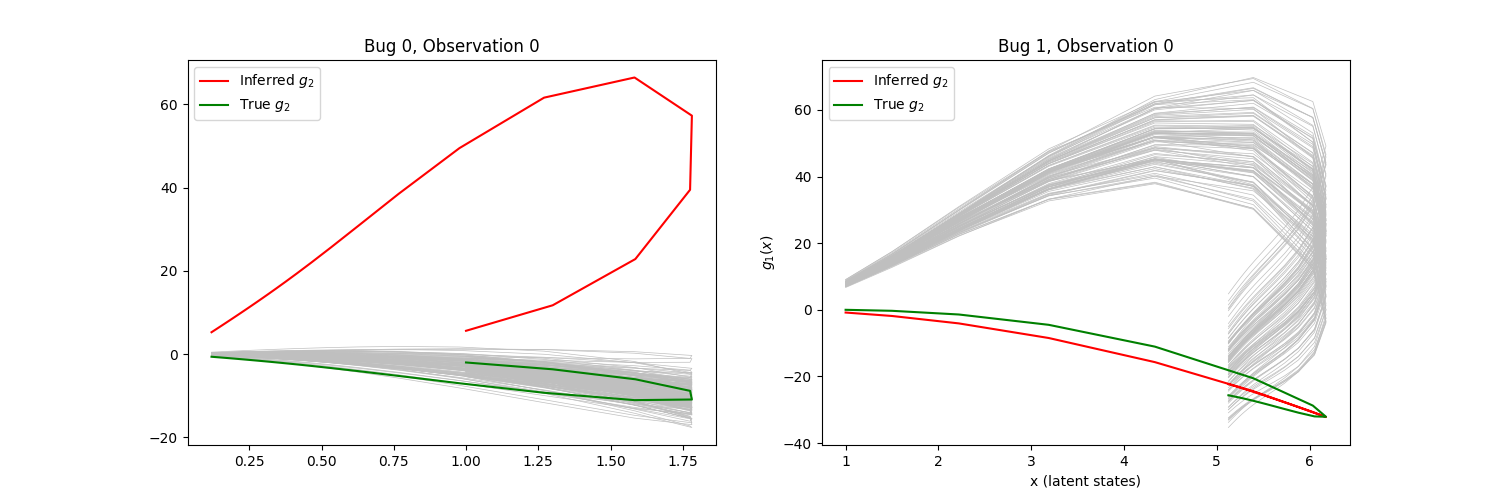 Bug 0, Observation 0
Inferred g₂
True g₂
60
40
20
0
−20
0.25 0.50 0.75 1.00 1.25 1.50 1.75
Bug 1, Observation 0
Inferred g₂
True g₂
g₁(x)
60
40
20
0
−20
−40
1 2 3 4 5 6
x (latent states)